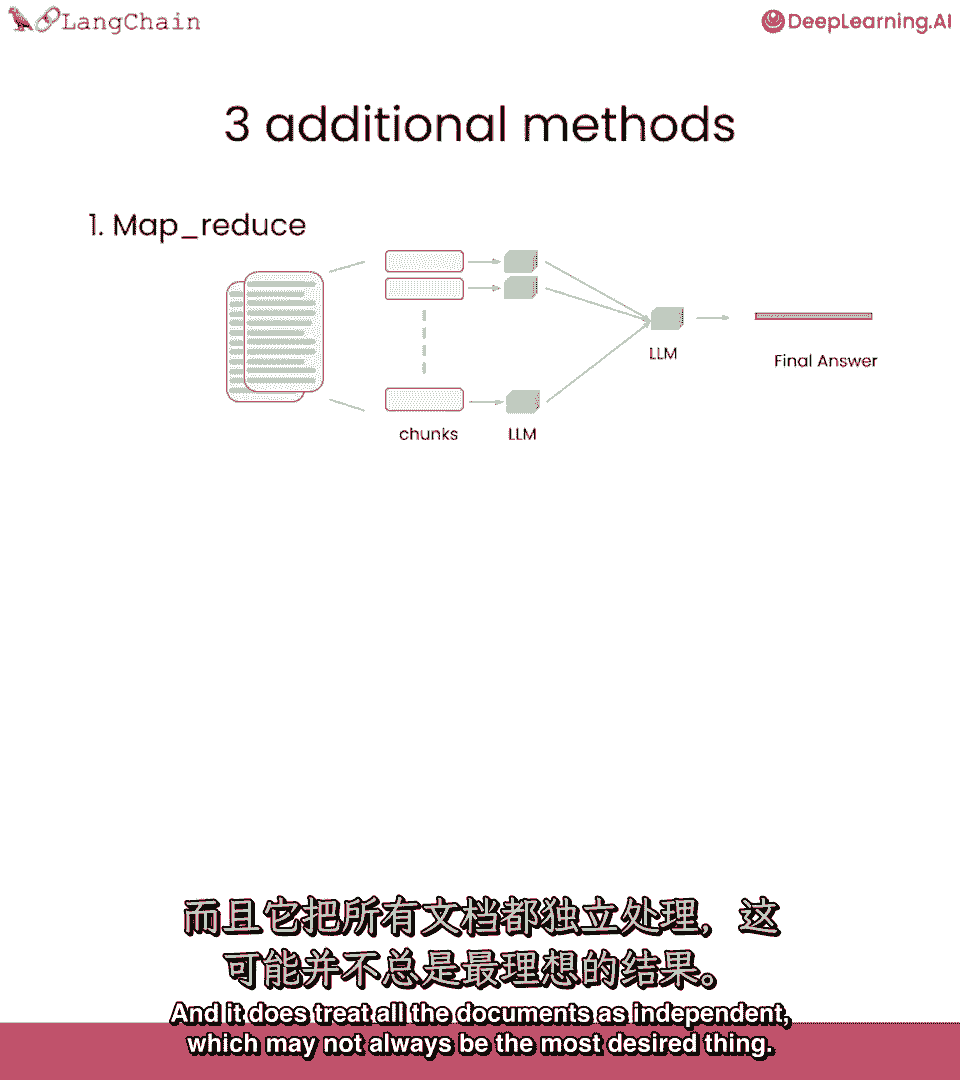 LangChain
DeepLearning.AI
3 additional methods
1. Map_reduce
LLM
Final Answer
chunks
LLM
而且它把所有文档都独立处理，这
可能并不总是最理想的结果。
And it does treat all the documents as independent,
which may not always be the most desired thing.